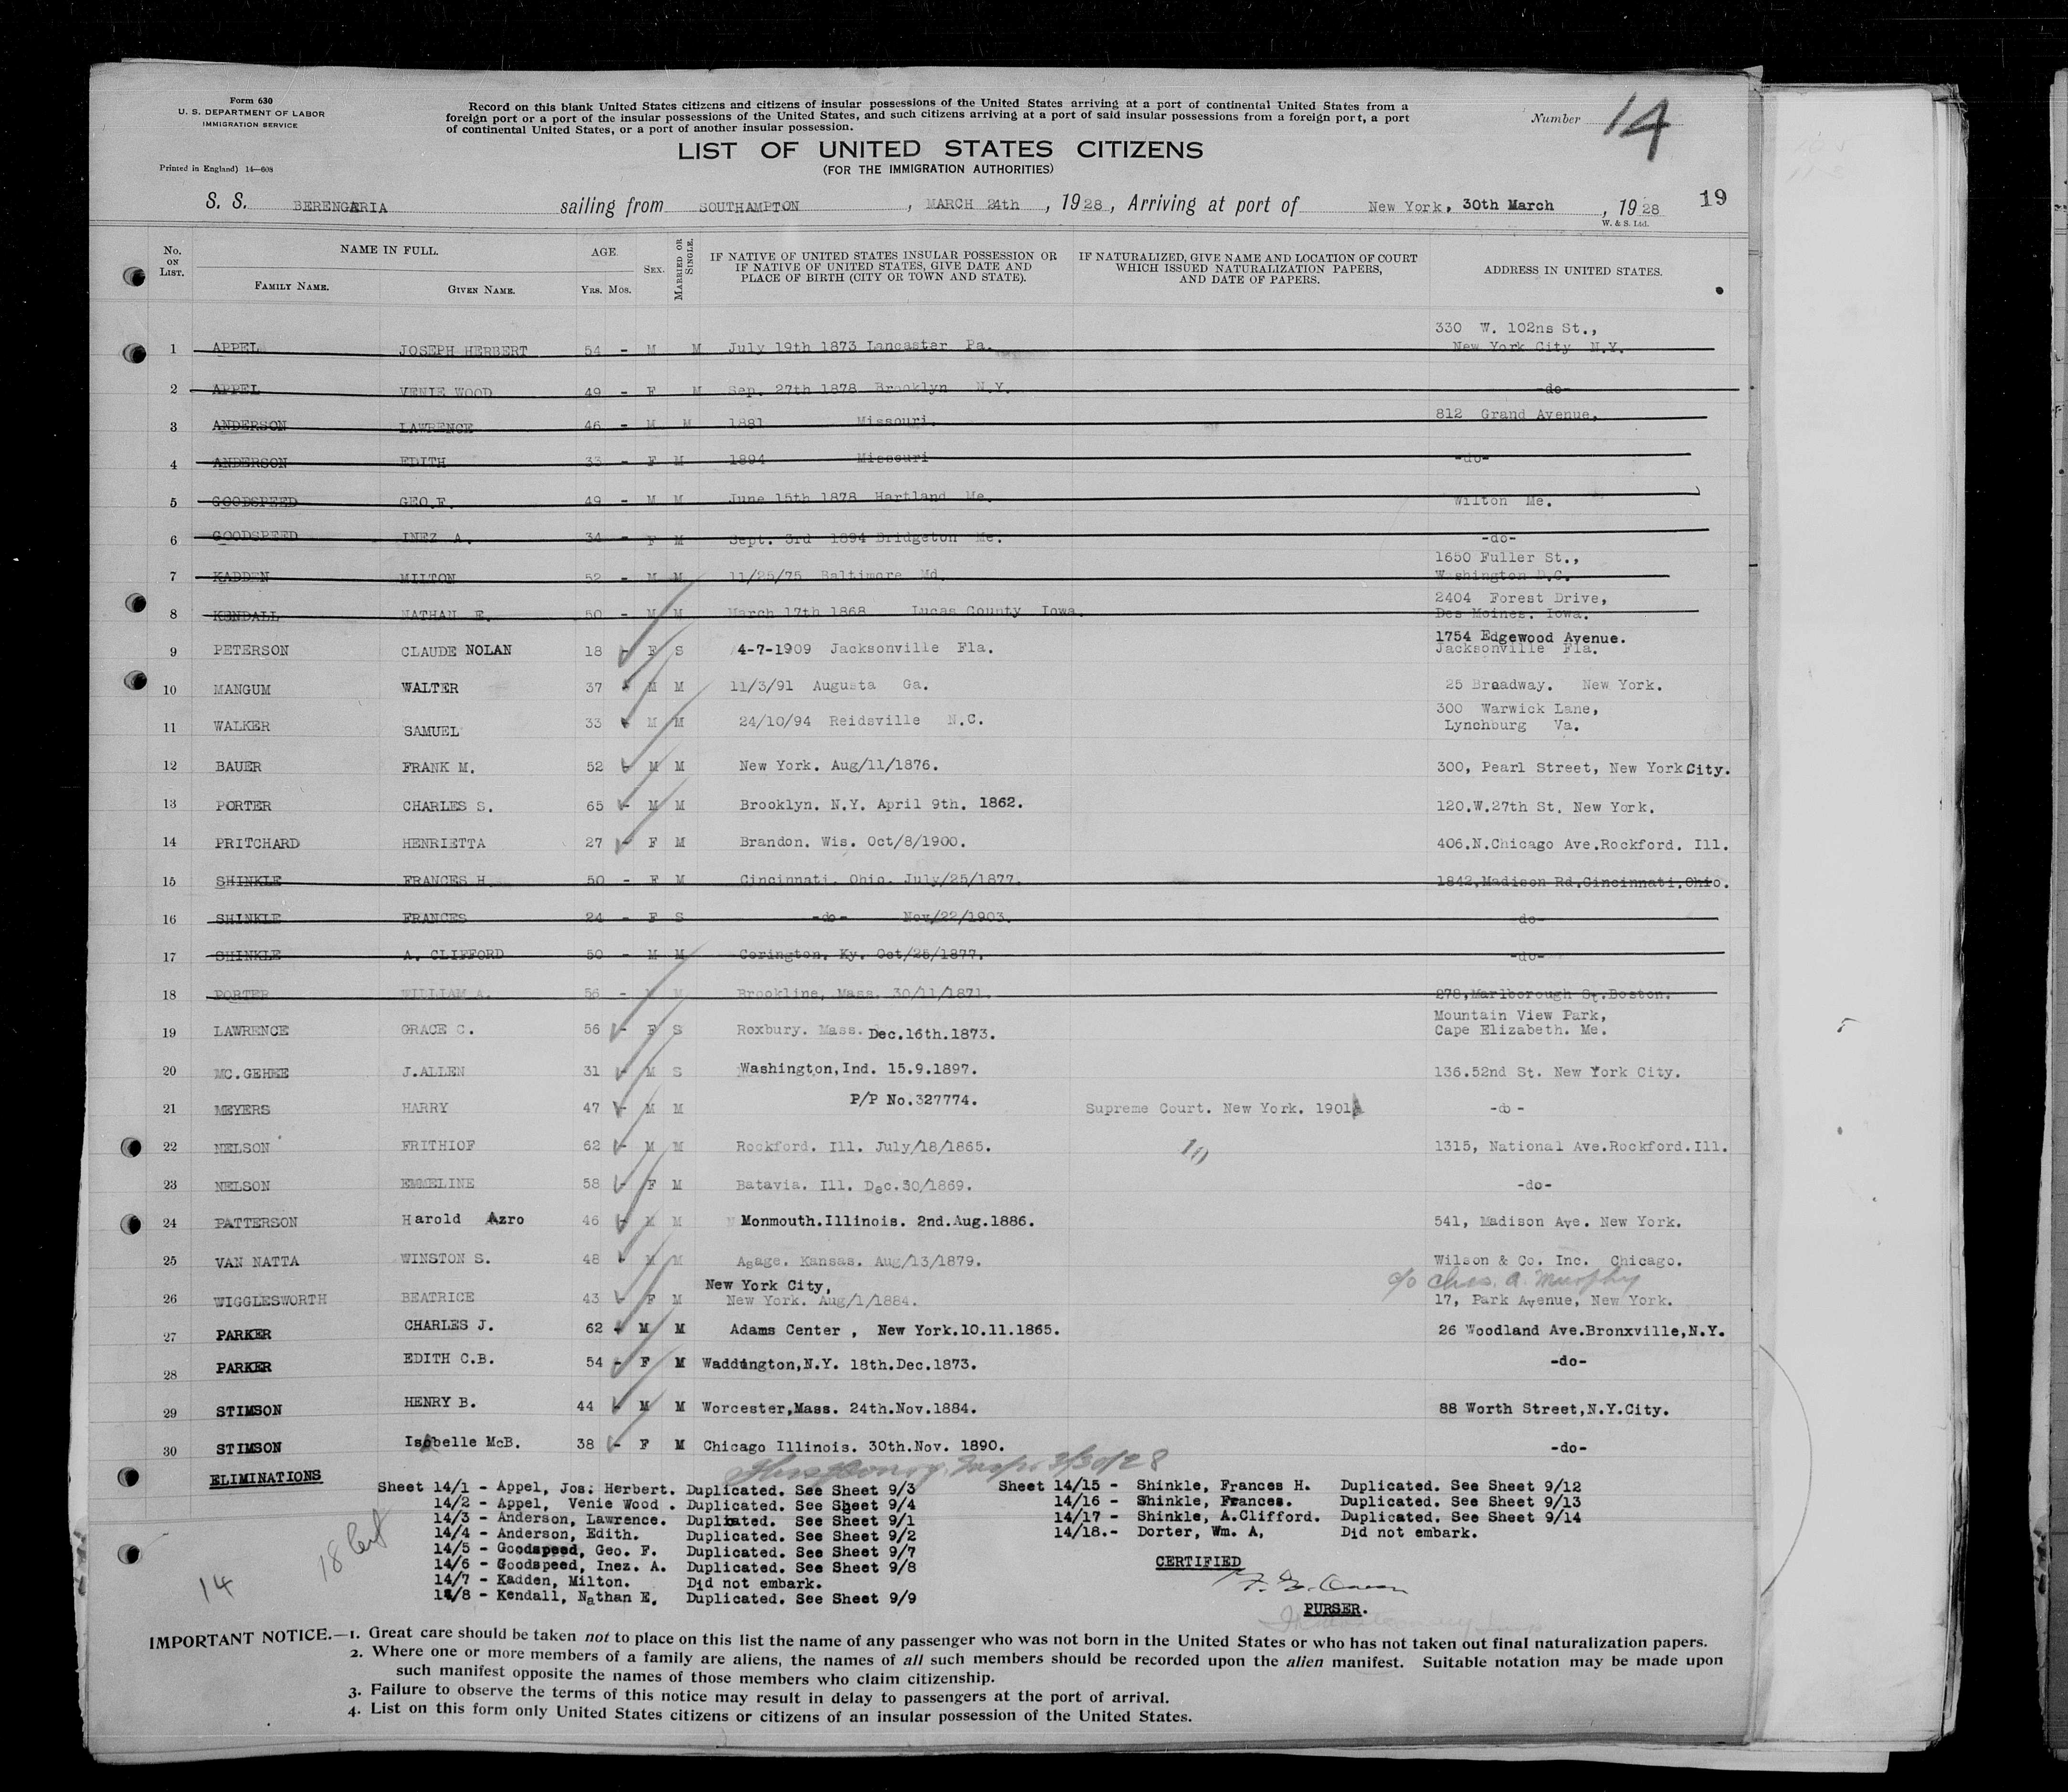 Form 630
U. S. DEPARTMENT OF LABOR
IMMIGRATION SERVICE
Printed in England) 14—608
Record on this blank United States citizens and citizens of insular possessions of the United States arriving at a port of continental United States from a
foreign port or a port of the insular possessions of the United States, and such citizens arriving at a port of said insular possessions from a foreign port, a port
of continental United States, or a port of another insular possession.
Number 14
LIST OF UNITED STATES CITIZENS
(FOR THE IMMIGRATION AUTHORITIES)
S. S. BERENGARIA sailing from SOUTHAMPTON, MARCH 24th, 1928, Arriving at port of New York, 30th March, 1928 19
W. & S. Ltd.
No. ON LIST. NAME IN FULL. FAMILY NAME. GIVEN NAME. AGE. YRS. MOS. SEX. MARRIED OR SINGLE. IF NATIVE OF UNITED STATES INSULAR POSSESSION OR IF NATIVE OF UNITED STATES, GIVE DATE AND PLACE OF BIRTH (CITY OR TOWN AND STATE). IF NATURALIZED, GIVE NAME AND LOCATION OF COURT WHICH ISSUED NATURALIZATION PAPERS, AND DATE OF PAPERS. ADDRESS IN UNITED STATES.
1 APPEL JOSEPH HERBERT 54 - M M July 19th 1873 Lancaster Pa. 330 W. 102ns St., New York City N.Y.
2 APPEL VENIE WOOD 49 - F M Sep. 27th 1878 Brooklyn N.Y. -do-
3 ANDERSON LAWRENCE 46 - M M 1881 Missouri. 812 Grand Avenue.
4 ANDERSON EDITH 33 - F M 1894 Missouri -do-
5 GOODSPEED GEO.F. 49 - M M June 15th 1878 Hartland Me. Wilton Me.
6 GOODSPEED INEZ A. 34 - F M Sept. 3rd 1894 Bridgeton Me. -do-
7 KADDEN MILTON 52 - M M 11/25/75 Baltimore Md. 1650 Fuller St., Washington D.C.
8 KENDALL NATHAN E. 50 - M M March 17th 1868 Lucas County Iowa. 2404 Forest Drive, Des Moines. Iowa.
9 PETERSON CLAUDE NOLAN 18 - F S 4-7-1909 Jacksonville Fla. 1754 Edgewood Avenue. Jacksonville Fla.
10 MANGUM WALTER 37 - M M 11/3/91 Augusta Ga. 25 Broadway. New York.
11 WALKER SAMUEL 33 - M M 24/10/94 Reidsville N.C. 300 Warwick Lane, Lynchburg Va.
12 BAUER FRANK M. 52 - M M New York. Aug/11/1876. 300, Pearl Street, New York City.
13 PORTER CHARLES S. 65 - M M Brooklyn. N.Y. April 9th. 1862. 120.W.27th St. New York.
14 PRITCHARD HENRIETTA 27 - F M Brandon. Wis. Oct/8/1900. 406.N.Chicago Ave.Rockford. Ill.
15 SHINKLE FRANCES H. 50 - F M Cincinnati. Ohio. July/25/1877. 1842,Madison Rd.Cincinnati.Ohio.
16 SHINKLE FRANCES 24 - F S -do- Nov/22/1903. -do-
17 SHINKLE A. CLIFFORD 50 - M M Corington. Ky. Oct/25/1877. -do-
18 PORTER WILLIAM A. 56 - M M Brookline, Mass. 30/11/1871. 278,Marlborough St.Boston.
19 LAWRENCE GRACE C. 56 - F S Roxbury. Mass. Dec.16th.1873. Mountain View Park, Cape Elizabeth. Me.
20 MC.GEHEE J.ALLEN 31 - M S Washington,Ind. 15.9.1897. 136.52nd St. New York City.
21 MEYERS HARRY 47 - M M P/P No.327774. Supreme Court. New York. 1901 -do-
22 NELSON FRITHIOF 62 - M M Rockford. Ill. July/18/1865. 10 1315, National Ave.Rockford.Ill.
23 NELSON EMMELINE 58 - F M Batavia. Ill. Dec.30/1869. -do-
24 PATTERSON Harold Azro 46 - M M Monmouth.Illinois. 2nd.Aug.1886. 541, Madison Ave. New York.
25 VAN NATTA WINSTON S. 48 - M M Asage. Kansas. Aug/13/1879. Wilson & Co. Inc. Chicago.
26 WIGGLESWORTH BEATRICE 43 - F M New York City, New York. Aug/1/1884. c/o Chas. A. Murphy 17, Park Avenue, New York.
27 PARKER CHARLES J. 62 - M M Adams Center , New York.10.11.1865. 26 Woodland Ave.Bronxville,N.Y.
28 PARKER EDITH C.B. 54 - F M Waddington,N.Y. 18th.Dec.1873. -do-
29 STIMSON HENRY B. 44 - M M Worcester,Mass. 24th.Nov.1884. 88 Worth Street,N.Y.City.
30 STIMSON Isobelle McB. 38 - F M Chicago Illinois. 30th.Nov. 1890. -do-
3/30/28
ELIMINATIONS
Sheet 14/1 - Appel, Jos. Herbert. Duplicated. See Sheet 9/3
14/2 - Appel, Venie Wood . Duplicated. See Sheet 9/4
14/3 - Anderson, Lawrence. Duplicated. See Sheet 9/1
14/4 - Anderson, Edith. Duplicated. See Sheet 9/2
14/5 - Goodspeed, Geo. F. Duplicated. See Sheet 9/7
14/6 - Goodspeed, Inez. A. Duplicated. See Sheet 9/8
14/7 - Kadden, Milton. Did not embark.
14/8 - Kendall, Nathan E. Duplicated. See Sheet 9/9
Sheet 14/15 - Shinkle, Frances H. Duplicated. See Sheet 9/12
14/16 - Shinkle, Frances. Duplicated. See Sheet 9/13
14/17 - Shinkle, A.Clifford. Duplicated. See Sheet 9/14
14/18.- Dorter, Wm. A, Did not embark.
14
18
CERTIFIED
PURSER.
IMPORTANT NOTICE.—1. Great care should be taken not to place on this list the name of any passenger who was not born in the United States or who has not taken out final naturalization papers.
2. Where one or more members of a family are aliens, the names of all such members should be recorded upon the alien manifest. Suitable notation may be made upon
such manifest opposite the names of those members who claim citizenship.
3. Failure to observe the terms of this notice may result in delay to passengers at the port of arrival.
4. List on this form only United States citizens or citizens of an insular possession of the United States.